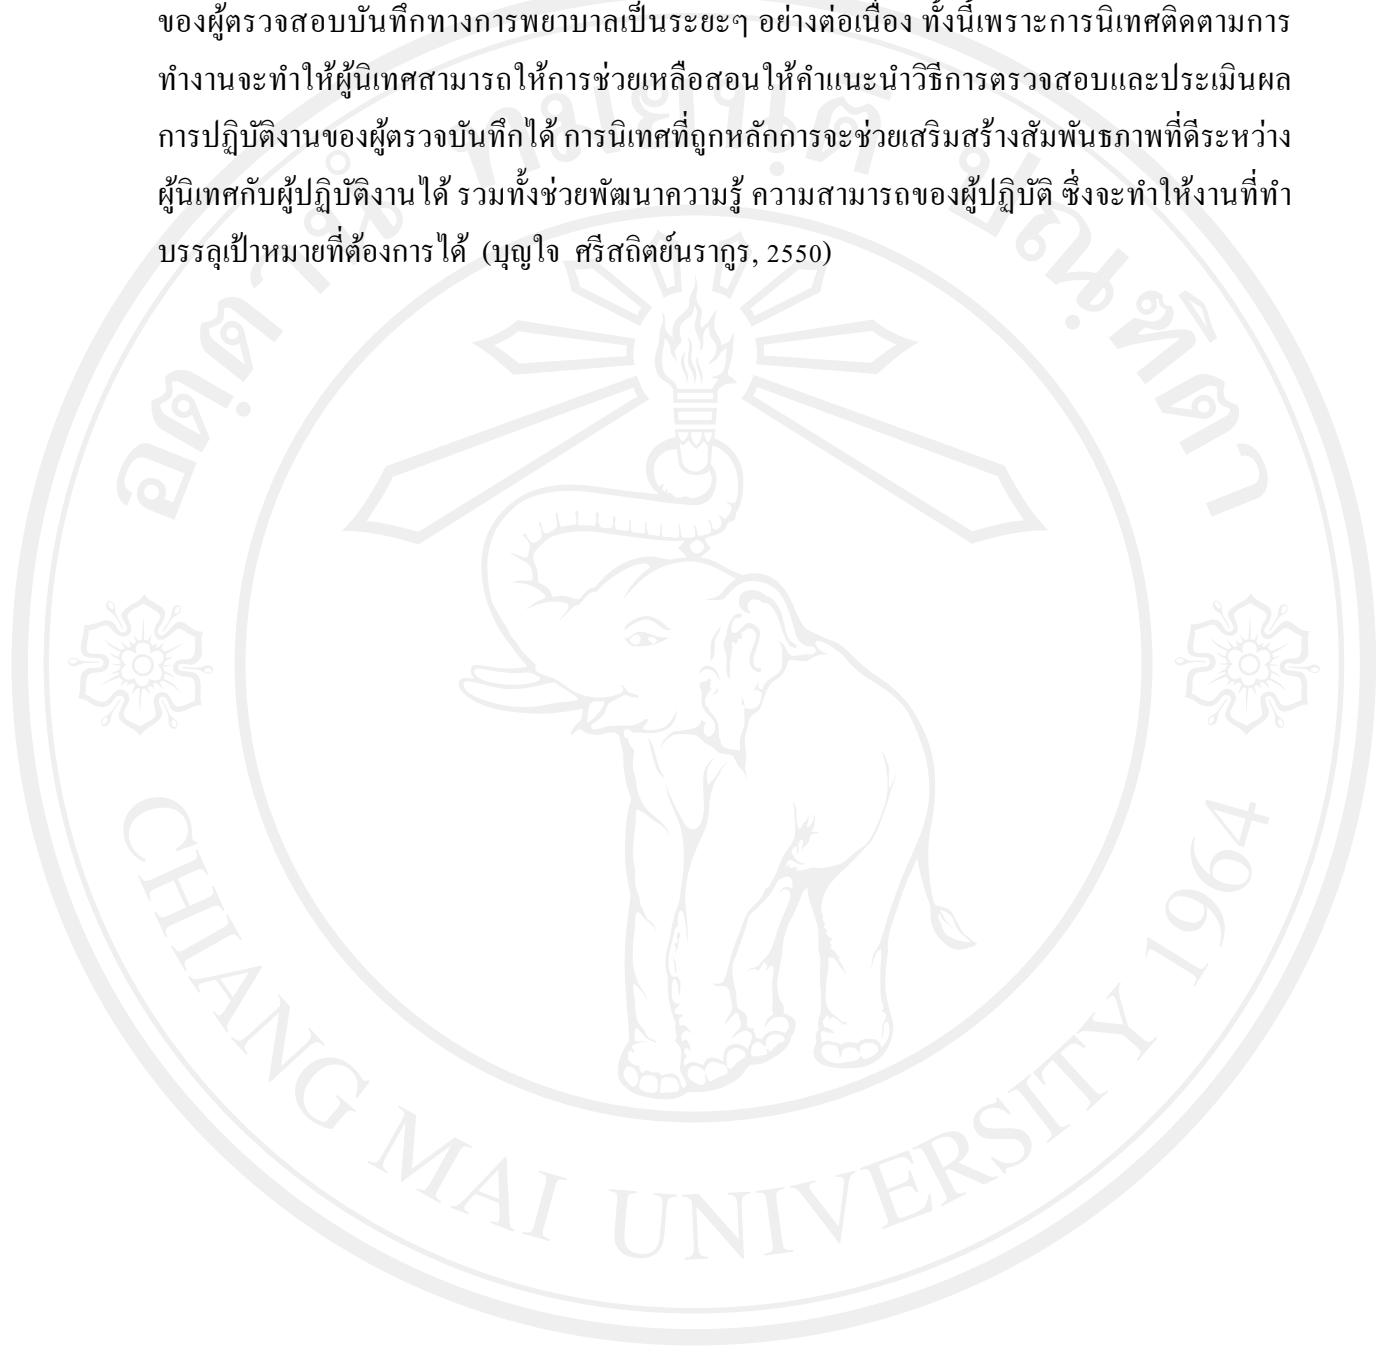 ของผู้ตรวจสอบบันทึกทางการพยาบาลเป็นระยะๆ อย่างต่อเนื่อง ทั้งนี้เพราะการนิเทศติดตามการ
ทำงานจะทำให้ผู้นิเทศสามารถให้การช่วยเหลือสอนให้คำแนะนำวิธีการตรวจสอบและประเมินผล
การปฏิบัติงานของผู้ตรวจบันทึกได้ การนิเทศที่ถูกหลักการจะช่วยเสริมสร้างสัมพันธภาพที่ดีระหว่าง
ผู้นิเทศกับผู้ปฏิบัติงานได้ รวมทั้งช่วยพัฒนาความรู้ ความสามารถของผู้ปฏิบัติ ซึ่งจะทำให้งานที่ทำ
บรรลุเป้าหมายที่ต้องการได้ (บุญใจ ศรีสถิตย์นรากูร, 2550)
อตฺตานํ ทมยนฺติ ปณฺฑิตา
CHIANG MAI UNIVERSITY 1964